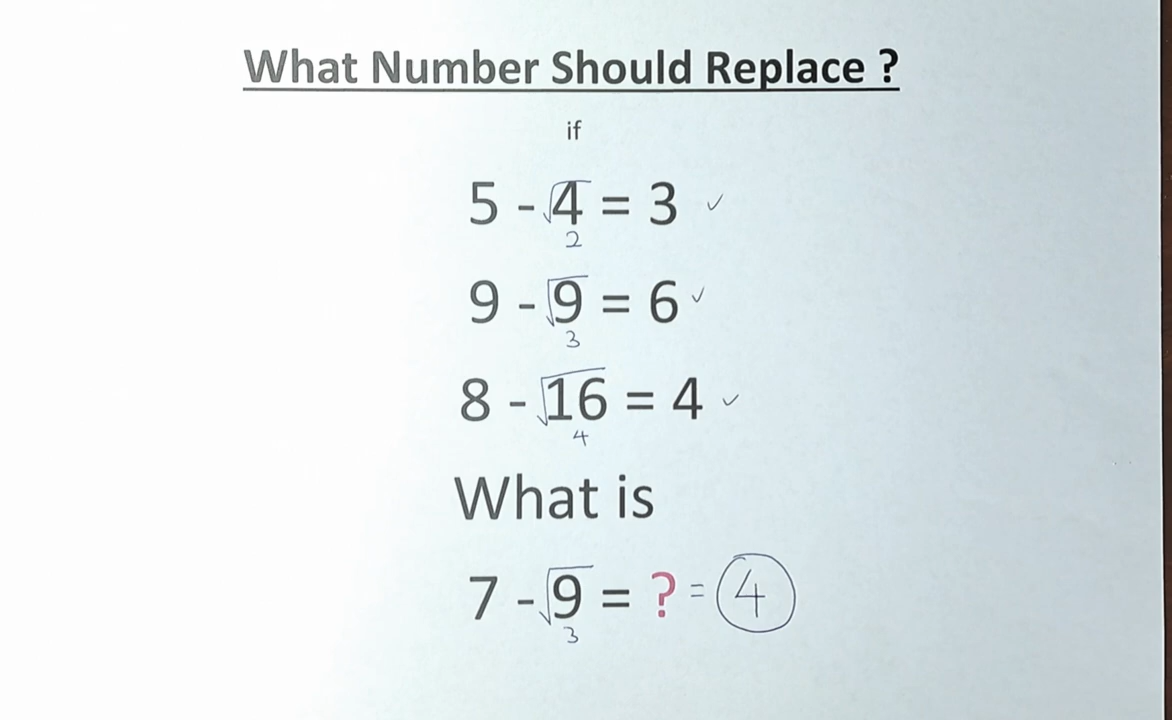 What Number Should Replace ?
if
5 - √4 = 3 ✓
2
9 - √9 = 6 ✓
3
8 - √16 = 4 ✓
4
What is
7 - √9 = ? = 4
3